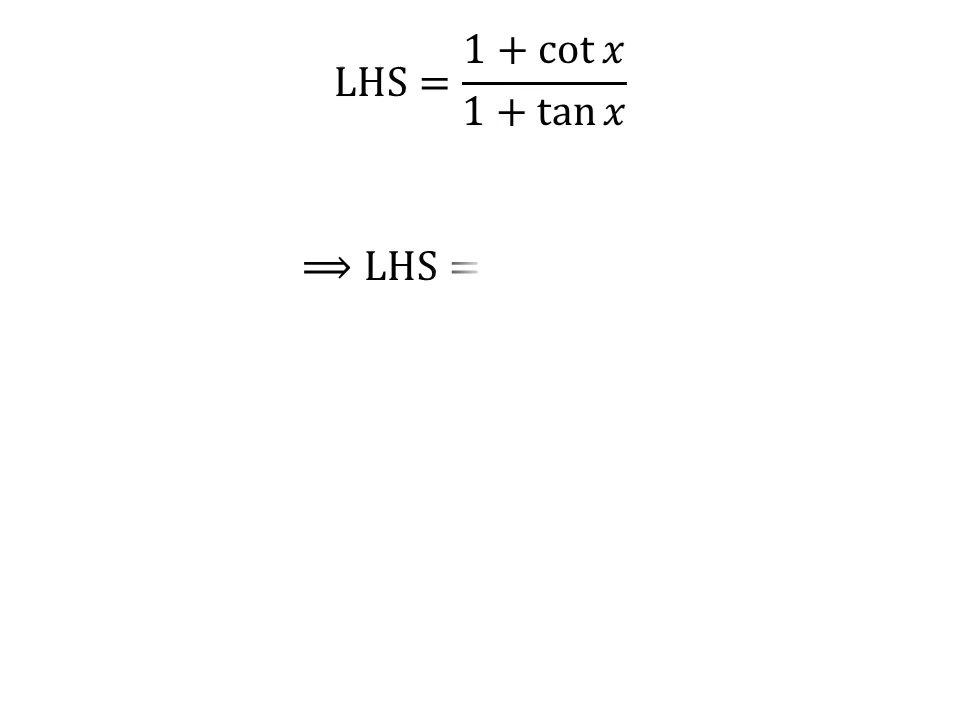 LHS = (1 + cot x)/(1 + tan x)
⟹ LHS =